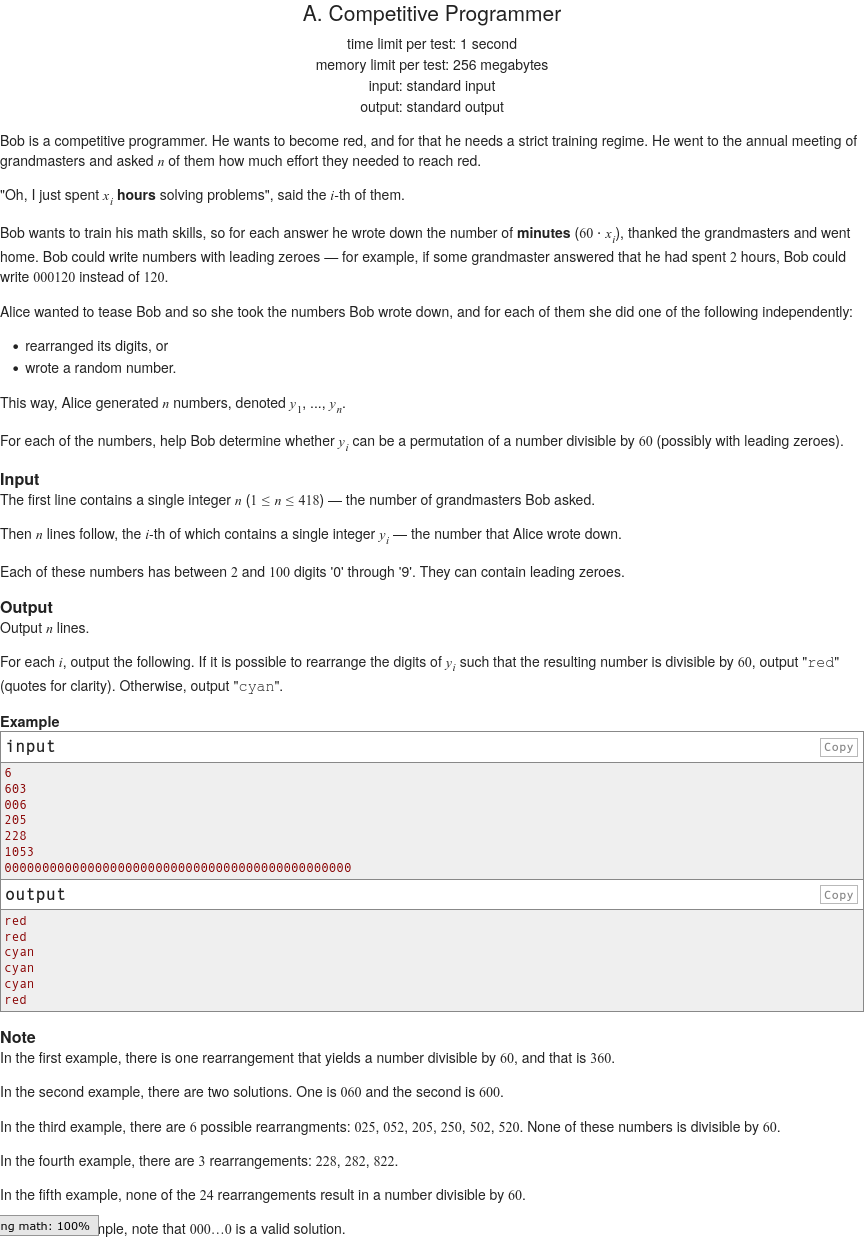 A. Competitive Programmer
time limit per test: 1 second
memory limit per test: 256 megabytes
input: standard input
output: standard output
Bob is a competitive programmer. He wants to become red, and for that he needs a strict training regime. He went to the annual meeting of
grandmasters and asked n of them how much effort they needed to reach red.
"Oh, I just spent x_i hours solving problems", said the i-th of them.
Bob wants to train his math skills, so for each answer he wrote down the number of minutes (60 · x_i), thanked the grandmasters and went
home. Bob could write numbers with leading zeroes — for example, if some grandmaster answered that he had spent 2 hours, Bob could
write 000120 instead of 120.
Alice wanted to tease Bob and so she took the numbers Bob wrote down, and for each of them she did one of the following independently:
• rearranged its digits, or
• wrote a random number.
This way, Alice generated n numbers, denoted y_1, ..., y_n.
For each of the numbers, help Bob determine whether y_i can be a permutation of a number divisible by 60 (possibly with leading zeroes).
Input
The first line contains a single integer n (1 ≤ n ≤ 418) — the number of grandmasters Bob asked.
Then n lines follow, the i-th of which contains a single integer y_i — the number that Alice wrote down.
Each of these numbers has between 2 and 100 digits '0' through '9'. They can contain leading zeroes.
Output
Output n lines.
For each i, output the following. If it is possible to rearrange the digits of y_i such that the resulting number is divisible by 60, output "red"
(quotes for clarity). Otherwise, output "cyan".
Example
input Copy
6
603
006
205
228
1053
0000000000000000000000000000000000000000000000
output Copy
red
red
cyan
cyan
cyan
red
Note
In the first example, there is one rearrangement that yields a number divisible by 60, and that is 360.
In the second example, there are two solutions. One is 060 and the second is 600.
In the third example, there are 6 possible rearrangments: 025, 052, 205, 250, 502, 520. None of these numbers is divisible by 60.
In the fourth example, there are 3 rearrangements: 228, 282, 822.
In the fifth example, none of the 24 rearrangements result in a number divisible by 60.
ng math: 100% mple, note that 000…0 is a valid solution.